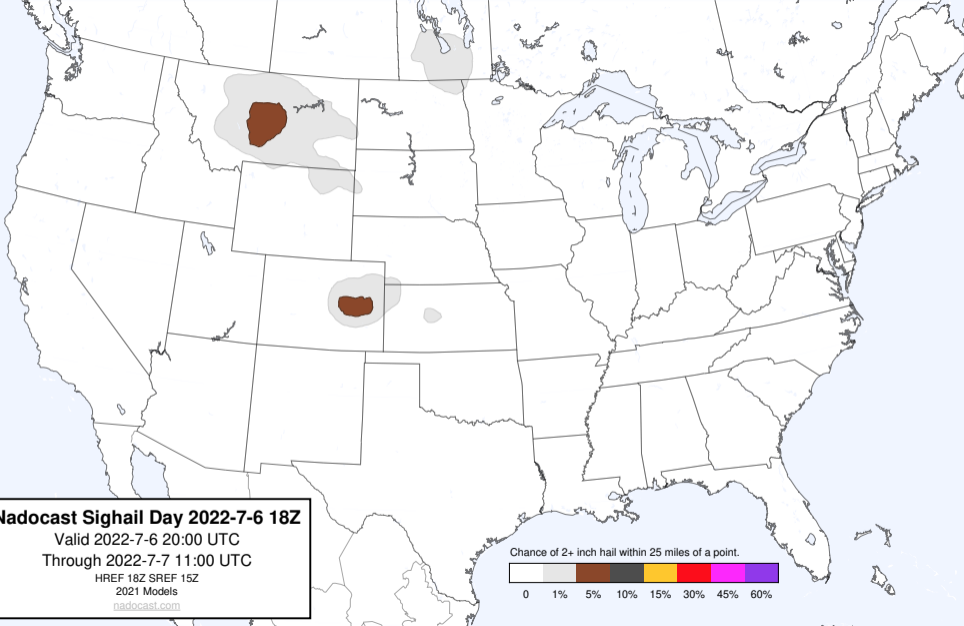 Nadocast Sighail Day 2022-7-6 18Z
Valid 2022-7-6 20:00 UTC
Through 2022-7-7 11:00 UTC
HREF 18Z SREF 15Z
2021 Models
nadocast.com
Chance of 2+ inch hail within 25 miles of a point.
0 1% 5% 10% 15% 30% 45% 60%